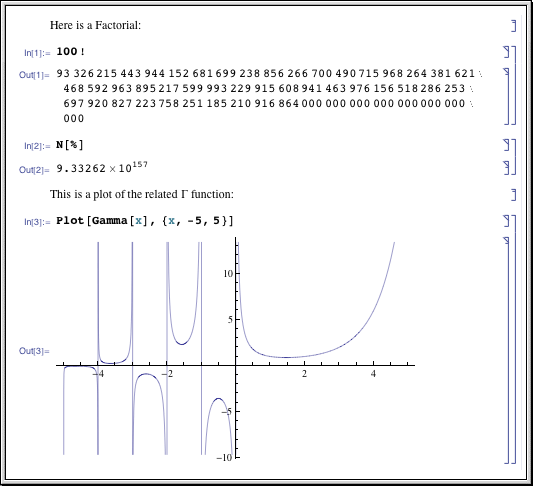 Here is a Factorial:
In[1]:= 100!
Out[1]= 93 326 215 443 944 152 681 699 238 856 266 700 490 715 968 264 381 621 \
468 592 963 895 217 599 993 229 915 608 941 463 976 156 518 286 253 \
697 920 827 223 758 251 185 210 916 864 000 000 000 000 000 000 000 \
000
In[2]:= N[%]
Out[2]= 9.33262 × 10^157
This is a plot of the related Γ function:
In[3]:= Plot[Gamma[x], {x, -5, 5}]
Out[3]=
10
5
-4 -2 2 4
-5
-10